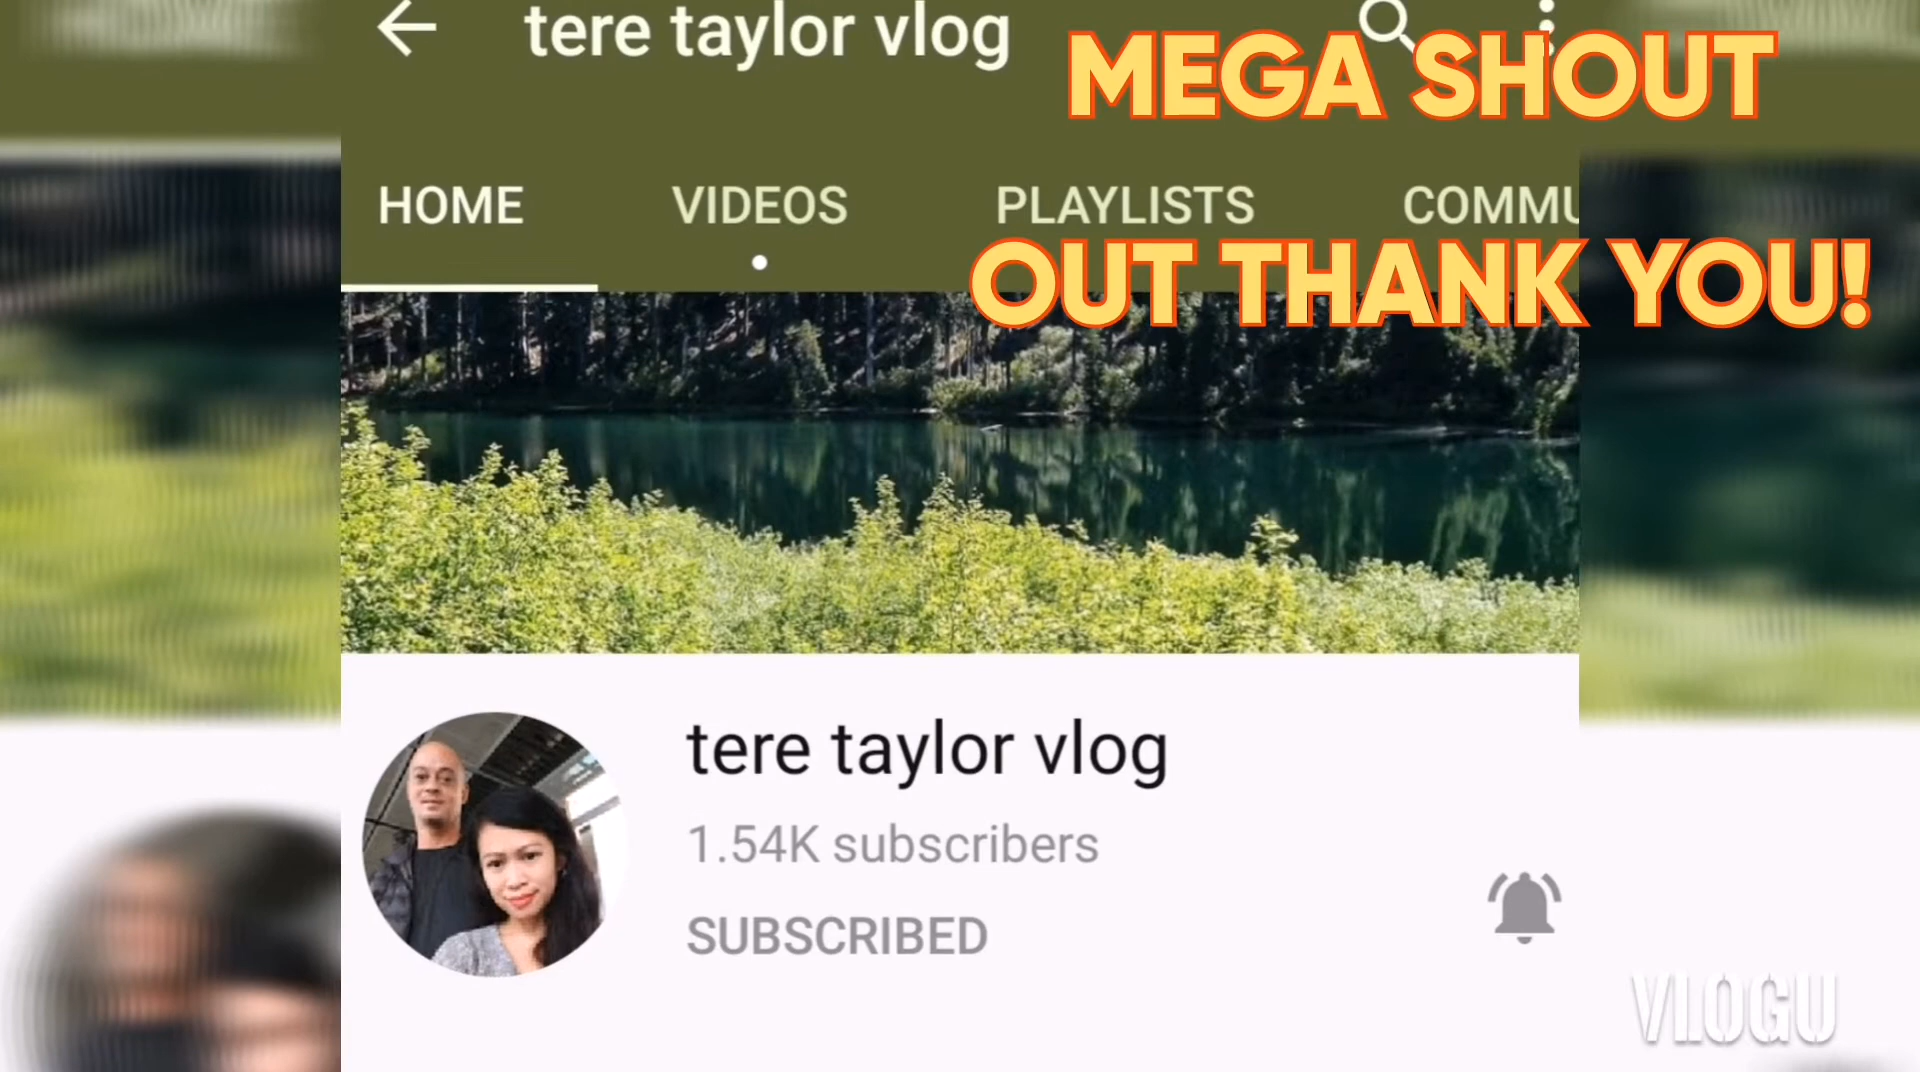 tere taylor vlog
MEGA SHOUT
HOME VIDEOS PLAYLISTS COMMU
OUT THANK YOU!
tere taylor vlog
1.54K subscribers
SUBSCRIBED
VLOGU